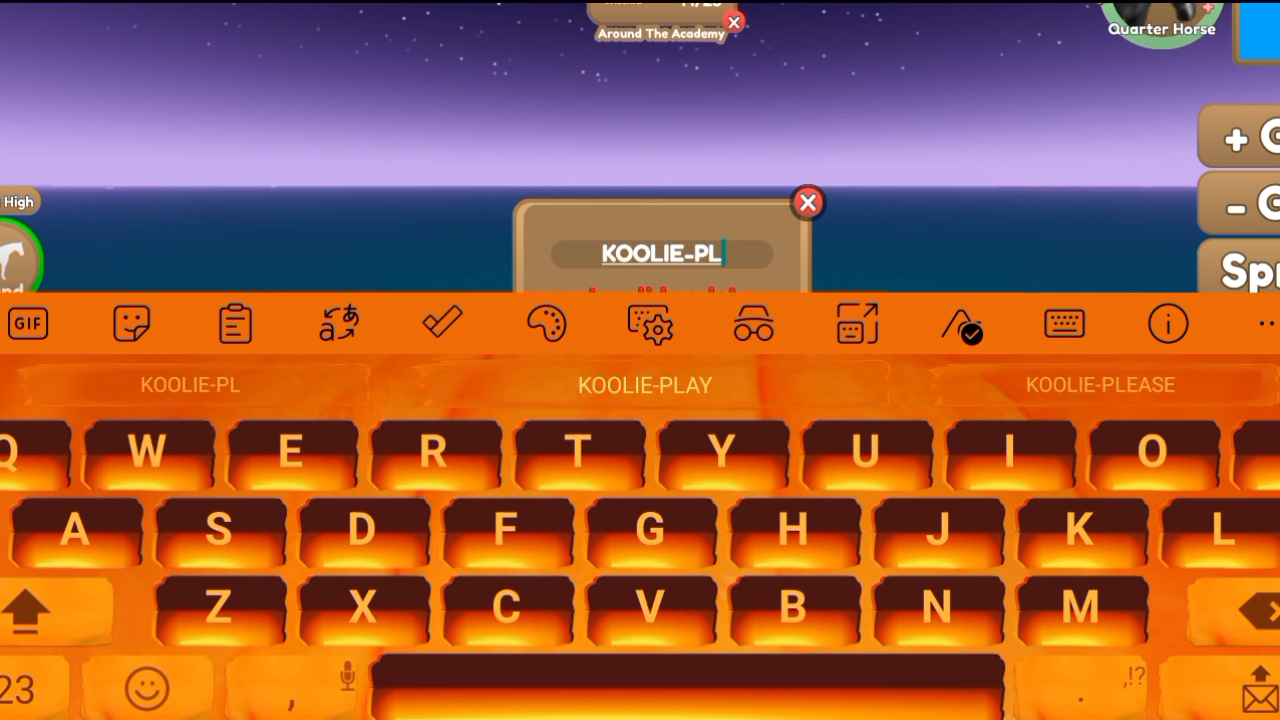 Around The Academy
Quarter Horse
+ G
High
- G
KOOLIE-PL
Spr
GIF
KOOLIE-PL KOOLIE-PLAY KOOLIE-PLEASE
Q W E R T Y U I O
A S D F G H J K L
Z X C V B N M
23 , . ,!?